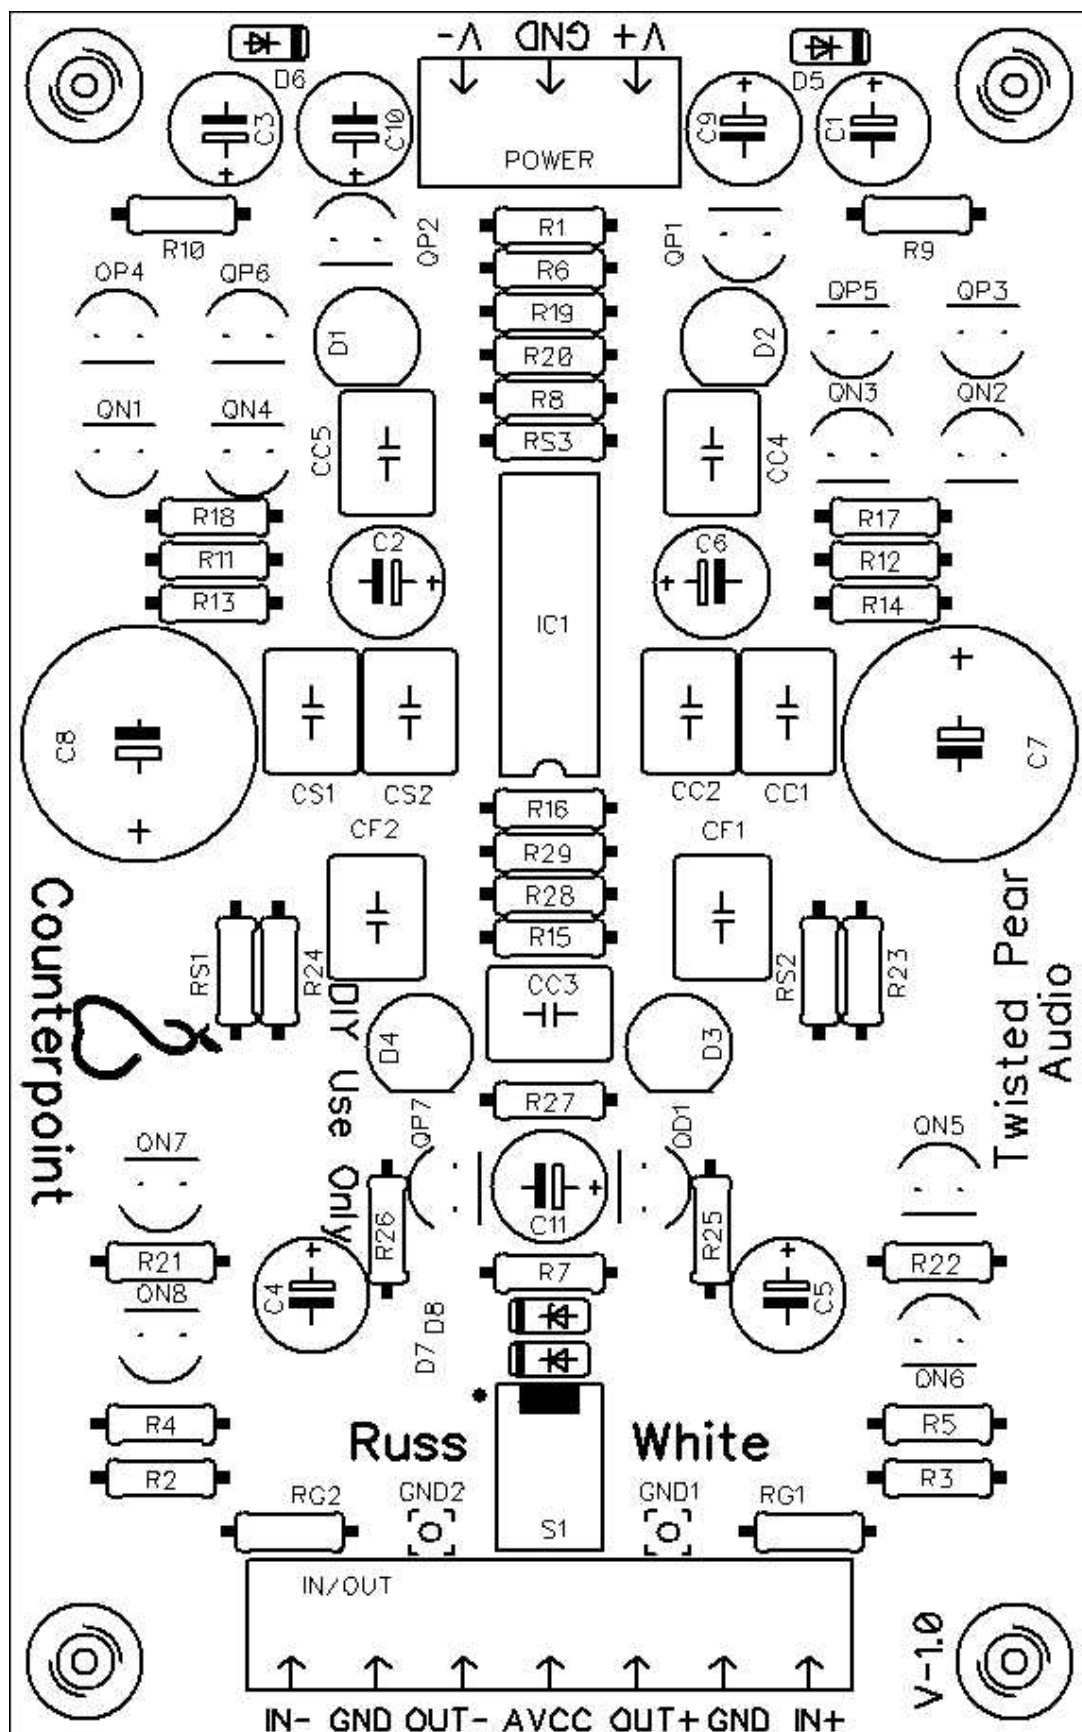 V- GND V+
D6 D5
C3 C10 C9 C1
POWER
R10 QP2 R1 QP1 R9
R6
QP4 QP6 QP5 QP3
R19
D1 D2
R20
QN1 QN4 R8 QN3 QN2
CC5 RS3 CC4
R18 R17
C2 C6
R11 R12
R13 IC1 R14
C8 C7
CS1 CS2 CC2 CC1
R16
CF2 CF1
R29
R28
R15
RS1 R24 RS2 R23
CC3
D4 D3
Counterpoint
DIY Use Only
Twisted Pear
Audio
R27
QP7 QD1
QN7 QN5
R26 C11 R25
R21 R7 R22
C4 C5
QN8
D7 D8
QN6
R4 R5
Russ White
R2 R3
RG2 GND2 GND1 RG1
S1
IN/OUT
V-1.0
IN- GND OUT- AVCC OUT+ GND IN+